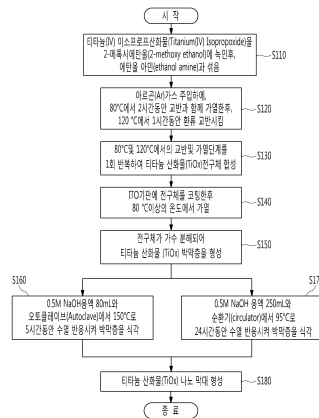 시 작
티타늄(IV) 이소프로프산화물(Titanium(IV) Isopropoxide)을
2-메톡시에탄올(2-methoxy ethanol)에 녹인후,
에탄올 아민(ethanol amine)과 섞음
S110
아르곤(Ar)가스 주입하에,
80℃에서 2시간동안 교반과 함께 가열한후,
120 ℃에서 1시간동안 환류 교반시킴
S120
80℃및 120℃에서의 교반및 가열단계를
1회 반복하여 티타늄 산화물(TiOx)전구체 합성
S130
ITO기판에 전구체를 코팅한후
80 ℃이상의 온도에서 가열
S140
전구체가 가수 분해되어
티타늄 산화물 (TiOx) 박막층을 형성
S150
S160
0.5M NaOH용액 80mL와
오토클레이브(Autoclave)에서 150℃로
5시간동안 수열 반응시켜 박막층을 식각
S17
0.5M NaOH 용액 250mL와
순환기(circulator)에서 95℃로
24시간동안 수열 반응시켜 박막층을 식각
티타늄 산화물(TiOx) 나노 막대 형성
S180
종 료